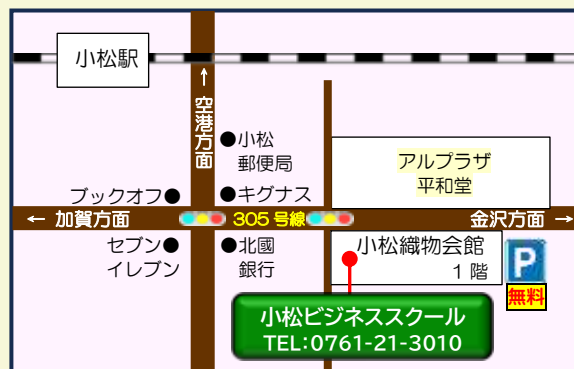 小松駅
↑
空港方面
●小松
郵便局
アルプラザ
平和堂
ブックオフ●
●キグナス
← 加賀方面
305号線
金沢方面 →
セブン●
イレブン
●北國
銀行
小松織物会館
1階
P
無料
小松ビジネススクール
TEL:0761-21-3010